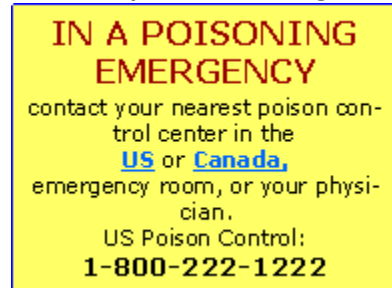 IN A POISONING
EMERGENCY
contact your nearest poison con-
trol center in the
US or Canada,
emergency room, or your physi-
cian.
US Poison Control:
1-800-222-1222